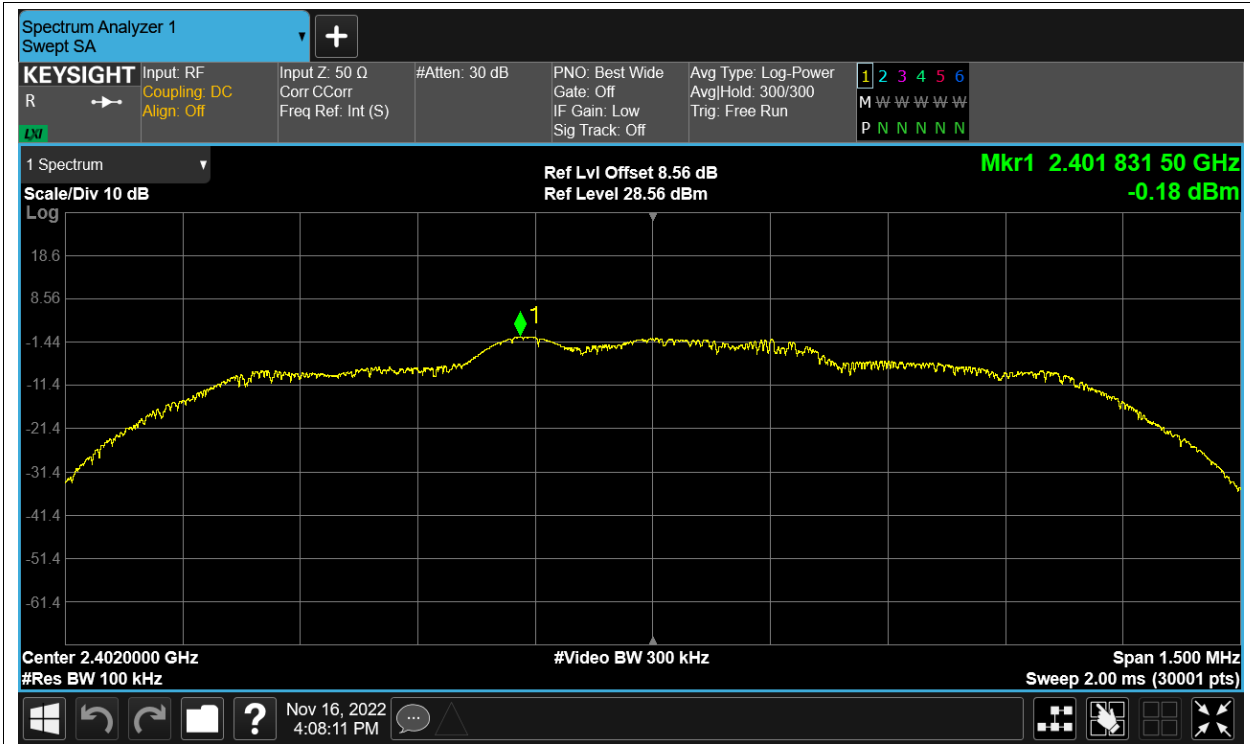 Spectrum Analyzer 1
Swept SA
KEYSIGHT
R
LXI
Input: RF
Coupling: DC
Align: Off
Input Z: 50 Ω
Corr CCorr
Freq Ref: Int (S)
#Atten: 30 dB
PNO: Best Wide
Gate: Off
IF Gain: Low
Sig Track: Off
Avg Type: Log-Power
Avg|Hold: 300/300
Trig: Free Run
1 2 3 4 5 6
M W W W W W
P N N N N N
1 Spectrum
Scale/Div 10 dB
Log
Ref Lvl Offset 8.56 dB
Ref Level 28.56 dBm
Mkr1 2.401 831 50 GHz
-0.18 dBm
18.6
8.56
1
-1.44
-11.4
-21.4
-31.4
-41.4
-51.4
-61.4
Center 2.4020000 GHz
#Video BW 300 kHz
Span 1.500 MHz
#Res BW 100 kHz
Sweep 2.00 ms (30001 pts)
?
Nov 16, 2022
4:08:11 PM